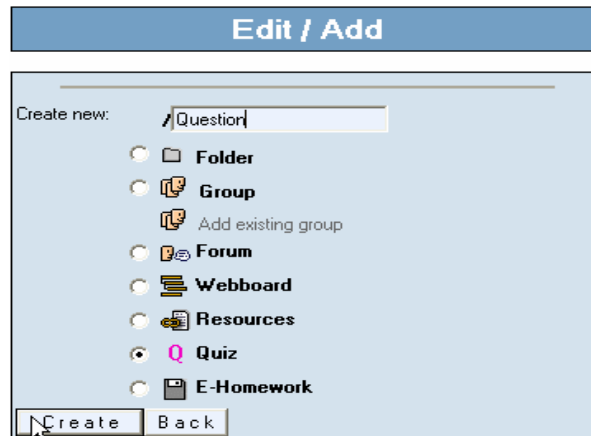 Edit / Add
Create new: /Question
Folder
Group
Add existing group
Forum
Webboard
Resources
Q Quiz
E-Homework
Create Back